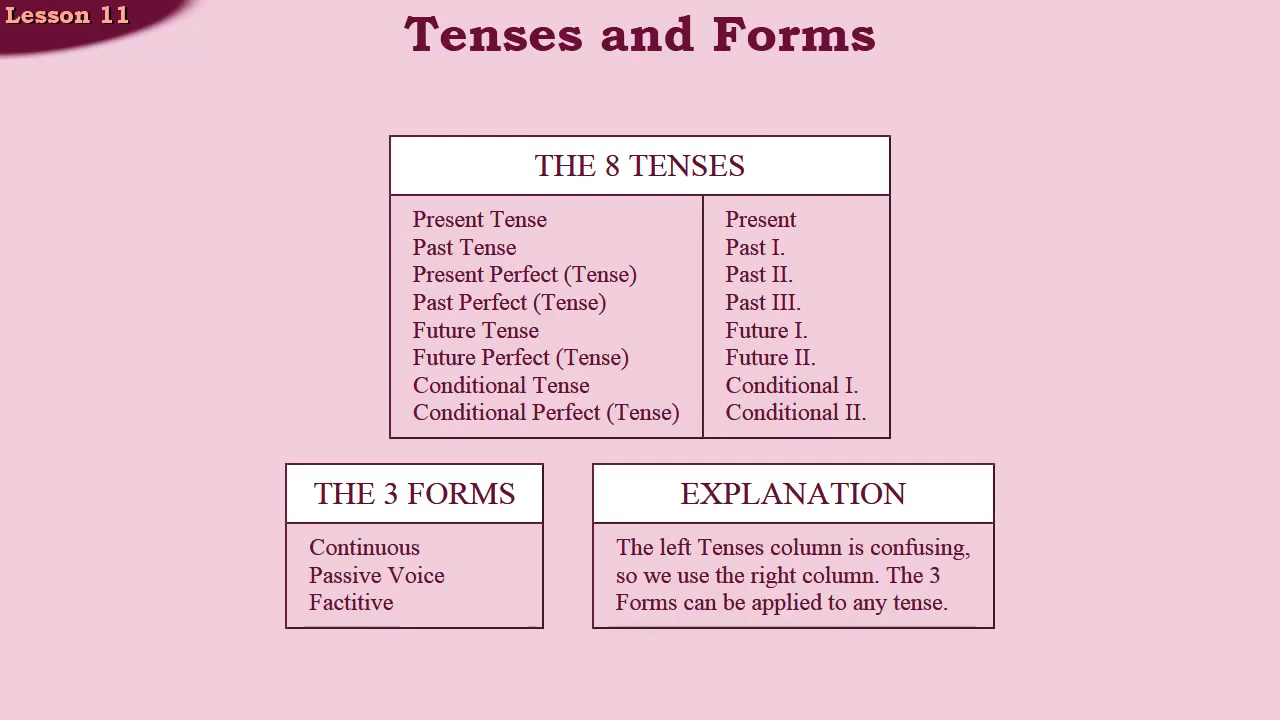 Lesson 11
Tenses and Forms
THE 8 TENSES
Present Tense
Past Tense
Present Perfect (Tense)
Past Perfect (Tense)
Future Tense
Future Perfect (Tense)
Conditional Tense
Conditional Perfect (Tense)
Present
Past I.
Past II.
Past III.
Future I.
Future II.
Conditional I.
Conditional II.
THE 3 FORMS
Continuous
Passive Voice
Factitive
EXPLANATION
The left Tenses column is confusing,
so we use the right column. The 3
Forms can be applied to any tense.